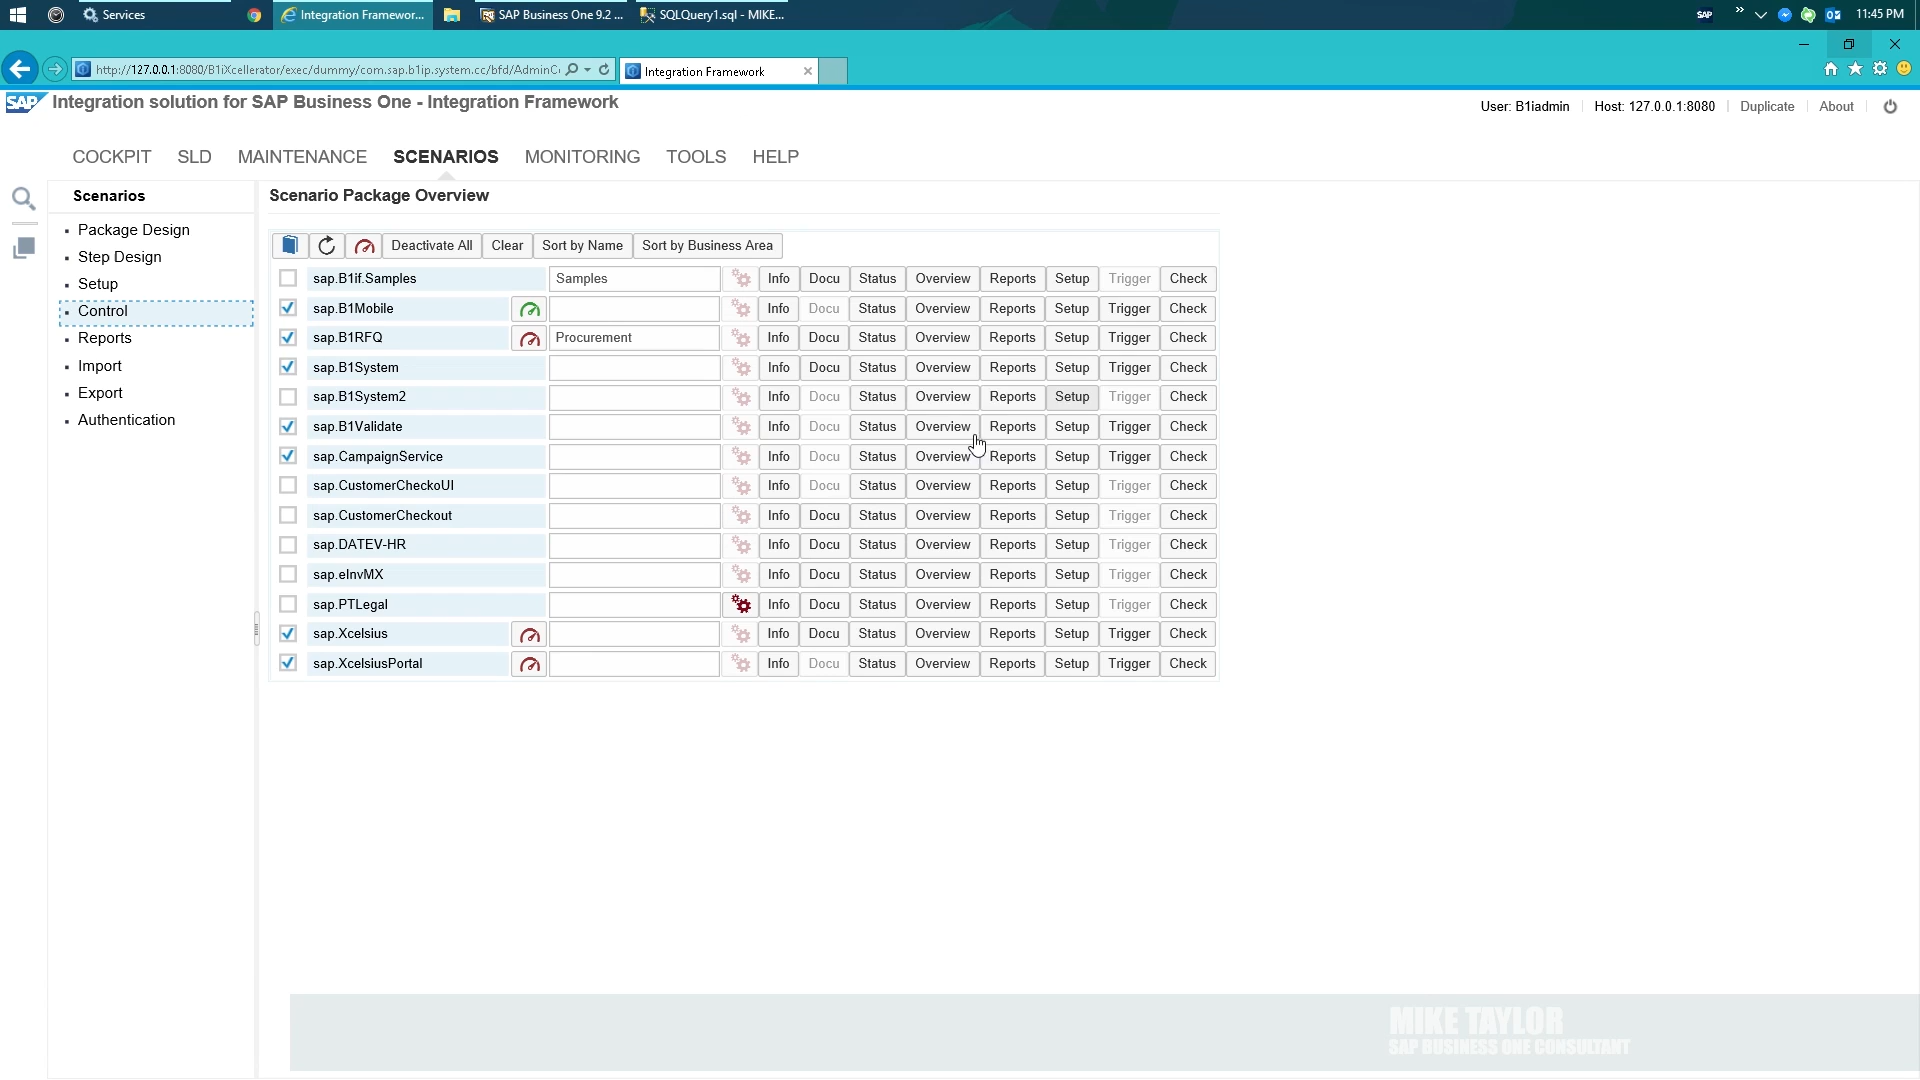 Services
Integration Framewor...
SAP Business One 9.2 ...
SQLQuery1.sql - MIKE...
SAP
11:45 PM
http://127.0.0.1:8080/B1iXcellerator/exec/dummy/com.sap.b1ip.system.cc/bfd/AdminC
Integration Framework
SAP
Integration solution for SAP Business One - Integration Framework
User: B1iadmin
Host: 127.0.0.1:8080
Duplicate
About
COCKPIT SLD MAINTENANCE SCENARIOS MONITORING TOOLS HELP
Scenarios
Package Design
Step Design
Setup
Control
Reports
Import
Export
Authentication
Scenario Package Overview
Deactivate All Clear Sort by Name Sort by Business Area
sap.B1if.Samples Samples Info Docu Status Overview Reports Setup Trigger Check
sap.B1Mobile Info Docu Status Overview Reports Setup Trigger Check
sap.B1RFQ Procurement Info Docu Status Overview Reports Setup Trigger Check
sap.B1System Info Docu Status Overview Reports Setup Trigger Check
sap.B1System2 Info Docu Status Overview Reports Setup Trigger Check
sap.B1Validate Info Docu Status Overview Reports Setup Trigger Check
sap.CampaignService Info Docu Status Overview Reports Setup Trigger Check
sap.CustomerCheckoUI Info Docu Status Overview Reports Setup Trigger Check
sap.CustomerCheckout Info Docu Status Overview Reports Setup Trigger Check
sap.DATEV-HR Info Docu Status Overview Reports Setup Trigger Check
sap.eInvMX Info Docu Status Overview Reports Setup Trigger Check
sap.PTLegal Info Docu Status Overview Reports Setup Trigger Check
sap.Xcelsius Info Docu Status Overview Reports Setup Trigger Check
sap.XcelsiusPortal Info Docu Status Overview Reports Setup Trigger Check
MIKE TAYLOR
SAP BUSINESS ONE CONSULTANT